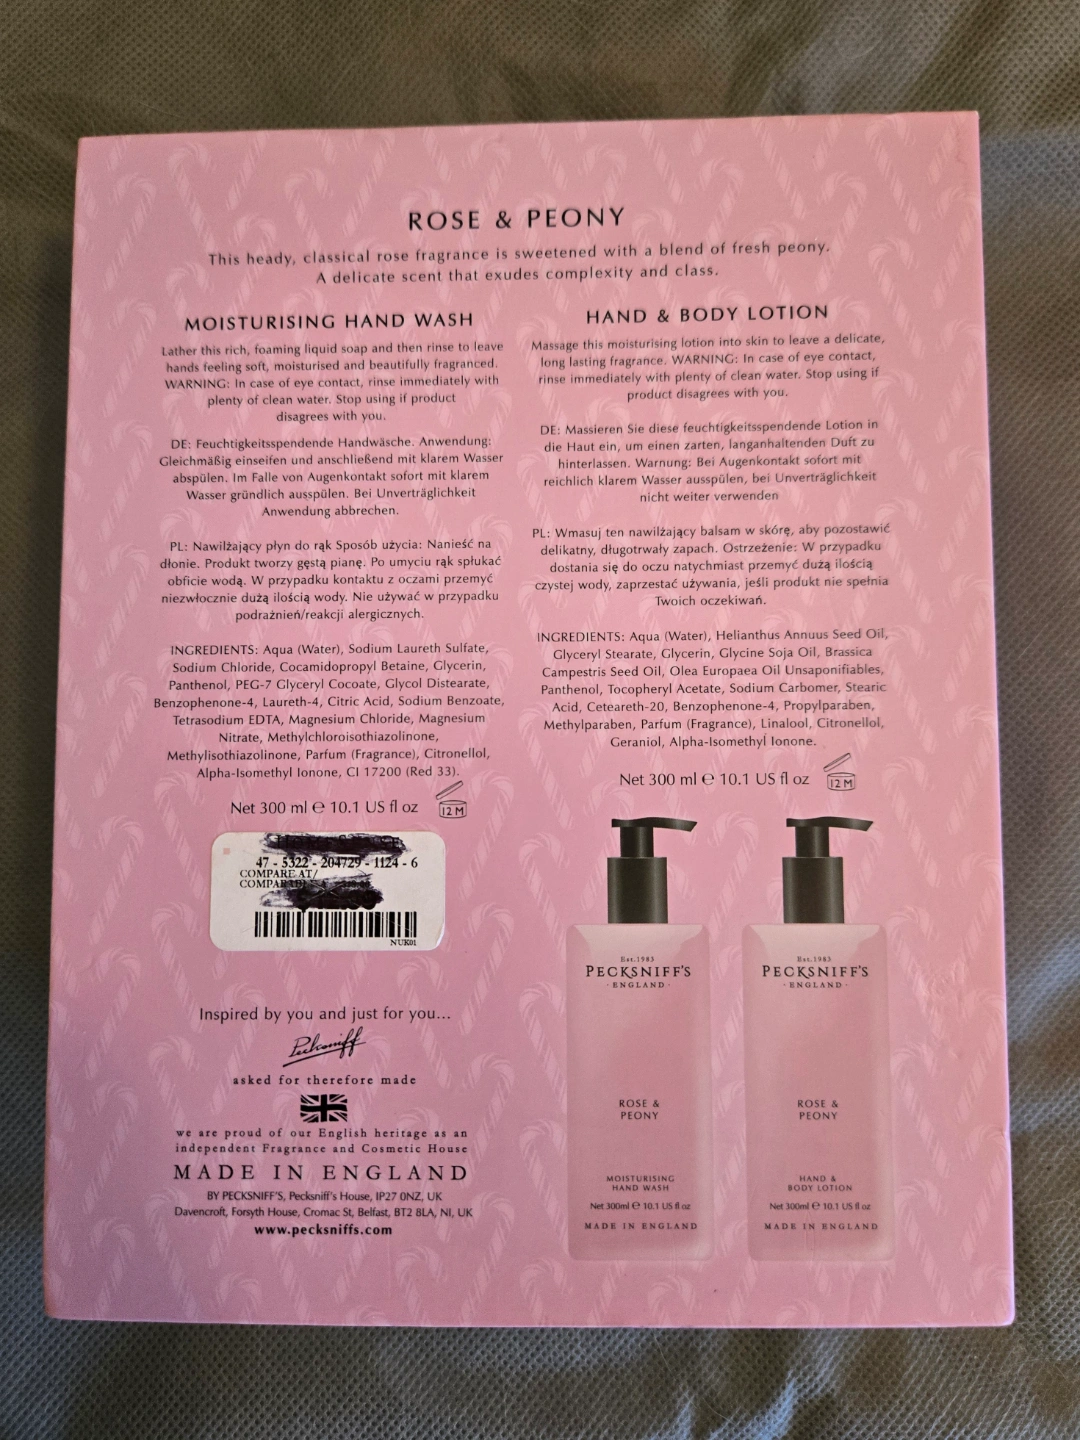 ROSE & PEONY
This heady, classical rose fragrance is sweetened with a blend of fresh peony.
A delicate scent that exudes complexity and class.
MOISTURISING HAND WASH
Lather this rich, foaming liquid soap and then rinse to leave
hands feeling soft, moisturised and beautifully fragranced.
WARNING: In case of eye contact, rinse immediately with
plenty of clean water. Stop using if product
disagrees with you.
DE: Feuchtigkeitsspendende Handwäsche. Anwendung:
Gleichmäßig einseifen und anschließend mit klarem Wasser
abspülen. Im Falle von Augenkontakt sofort mit klarem
Wasser gründlich ausspülen. Bei Unverträglichkeit
Anwendung abbrechen.
PL: Nawilżający płyn do rąk Sposób użycia: Nanieść na
dłonie. Produkt tworzy gęstą pianę. Po umyciu rąk spłukać
obficie wodą. W przypadku kontaktu z oczami przemyć
niezwłocznie dużą ilością wody. Nie używać w przypadku
podrażnień/reakcji alergicznych.
INGREDIENTS: Aqua (Water), Sodium Laureth Sulfate,
Sodium Chloride, Cocamidopropyl Betaine, Glycerin,
Panthenol, PEG-7 Glyceryl Cocoate, Glycol Distearate,
Benzophenone-4, Laureth-4, Citric Acid, Sodium Benzoate,
Tetrasodium EDTA, Magnesium Chloride, Magnesium
Nitrate, Methylchloroisothiazolinone,
Methylisothiazolinone, Parfum (Fragrance), Citronellol,
Alpha-Isomethyl Ionone, CI 17200 (Red 33).
Net 300 ml ℮ 10.1 US fl oz
12 M
HAND & BODY LOTION
Massage this moisturising lotion into skin to leave a delicate,
long lasting fragrance. WARNING: In case of eye contact,
rinse immediately with plenty of clean water. Stop using if
product disagrees with you.
DE: Massieren Sie diese feuchtigkeitsspendende Lotion in
die Haut ein, um einen zarten, langanhaltenden Duft zu
hinterlassen. Warnung: Bei Augenkontakt sofort mit
reichlich klarem Wasser ausspülen, bei Unverträglichkeit
nicht weiter verwenden
PL: Wmasuj ten nawilżający balsam w skórę, aby pozostawić
delikatny, długotrwały zapach. Ostrzeżenie: W przypadku
dostania się do oczu natychmiast przemyć dużą ilością
czystej wody, zaprzestać używania, jeśli produkt nie spełnia
Twoich oczekiwań.
INGREDIENTS: Aqua (Water), Helianthus Annuus Seed Oil,
Glyceryl Stearate, Glycerin, Glycine Soja Oil, Brassica
Campestris Seed Oil, Olea Europaea Oil Unsaponifiables,
Panthenol, Tocopheryl Acetate, Sodium Carbomer, Stearic
Acid, Ceteareth-20, Benzophenone-4, Propylparaben,
Methylparaben, Parfum (Fragrance), Linalool, Citronellol,
Geraniol, Alpha-Isomethyl Ionone.
Net 300 ml ℮ 10.1 US fl oz
12 M
47 - 5322 - 204729 - 1124 - 6
COMPARE AT/
NUK01
Inspired by you and just for you...
Pecksniff
asked for therefore made
we are proud of our English heritage as an
independent Fragrance and Cosmetic House
MADE IN ENGLAND
BY PECKSNIFF'S, Pecksniff's House, IP27 0NZ, UK
Davencroft, Forsyth House, Cromac St, Belfast, BT2 8LA, NI, UK
www.pecksniffs.com
Est.1983
PECKSNIFF'S
· ENGLAND ·
ROSE &
PEONY
MOISTURISING
HAND WASH
Net 300ml ℮ 10.1 US fl oz
MADE IN ENGLAND
Est.1983
PECKSNIFF'S
· ENGLAND ·
ROSE &
PEONY
HAND &
BODY LOTION
Net 300ml ℮ 10.1 US fl oz
MADE IN ENGLAND